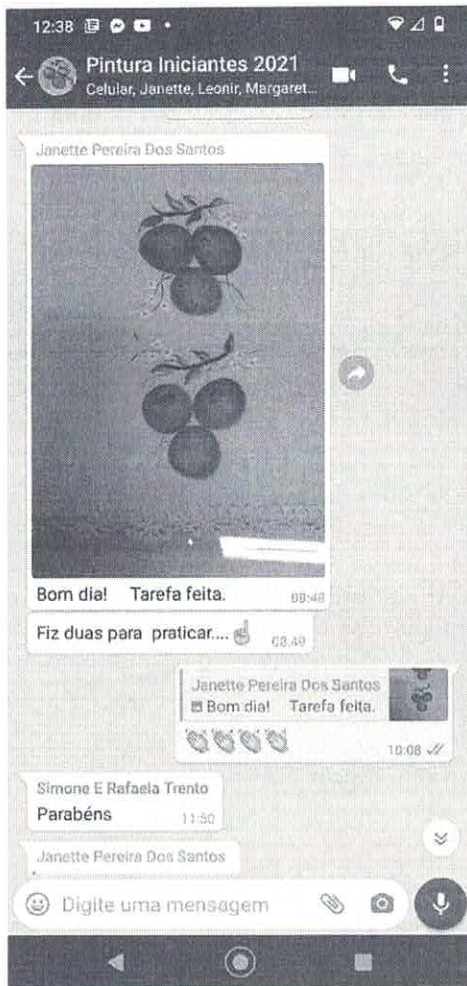 12:38
Pintura Iniciantes 2021
Celular, Janette, Leonir, Margaret...
Janette Pereira Dos Santos
Bom dia! Tarefa feita. 08:48
Fiz duas para praticar.... ☝ 08:49
Janette Pereira Dos Santos
Bom dia! Tarefa feita.
👏👏👏👏 10:08
Simone E Rafaela Trento
Parabéns 11:50
Janette Pereira Dos Santos
Digite uma mensagem